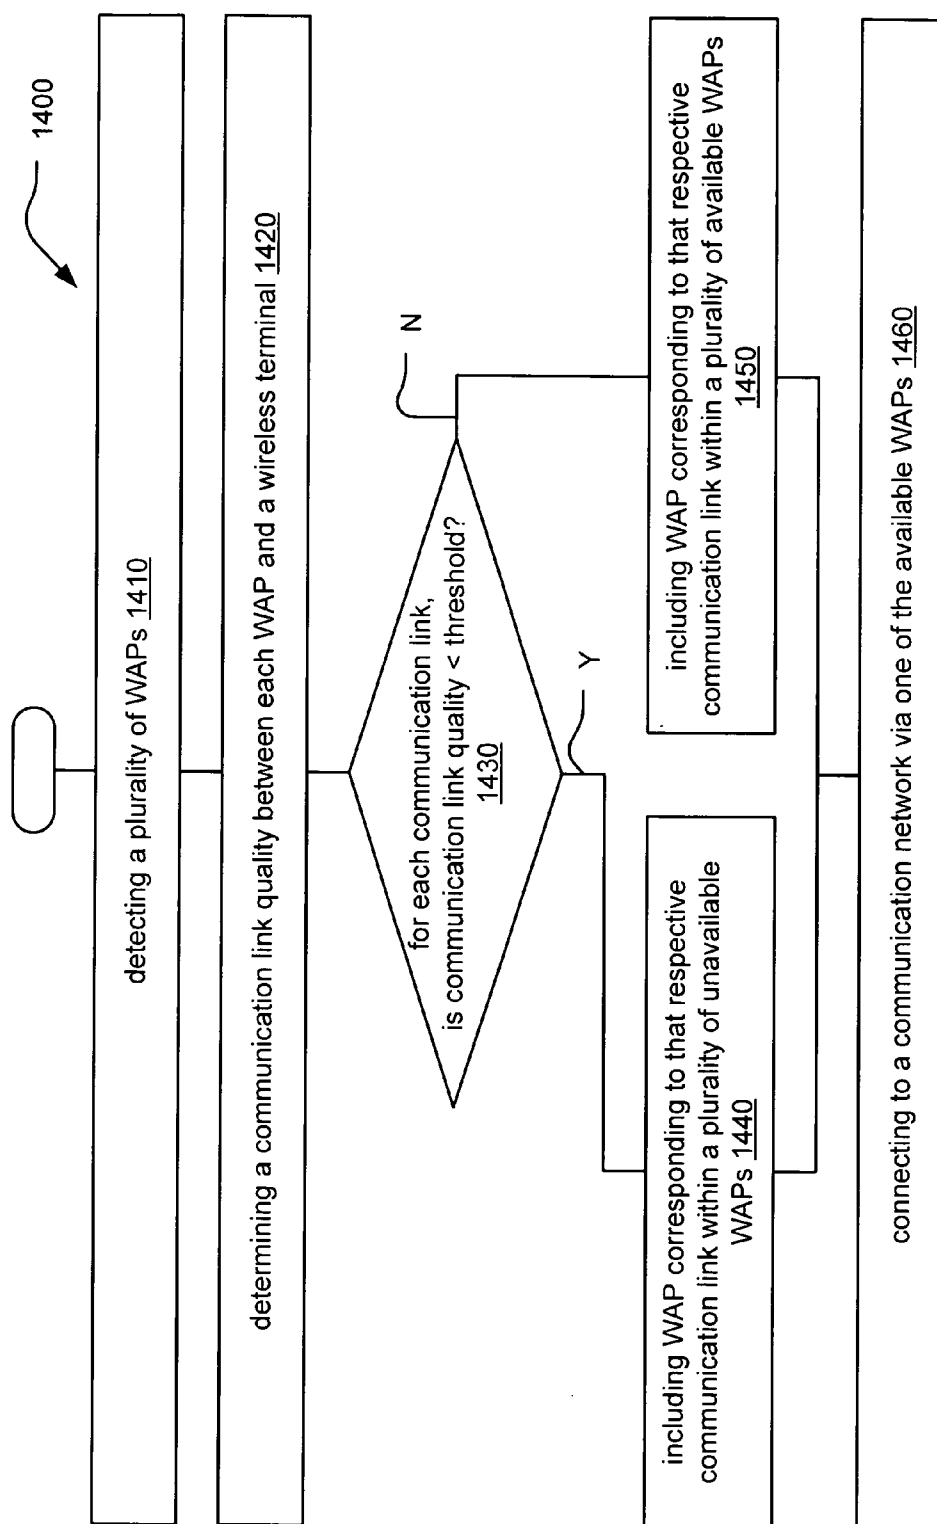 1400
detecting a plurality of WAPs 1410
determining a communication link quality between each WAP and a wireless terminal 1420
for each communication link,
is communication link quality < threshold?
1430
N
Y
including WAP corresponding to that respective
communication link within a plurality of unavailable
WAPs 1440
including WAP corresponding to that respective
communication link within a plurality of available WAPs
1450
connecting to a communication network via one of the available WAPs 1460